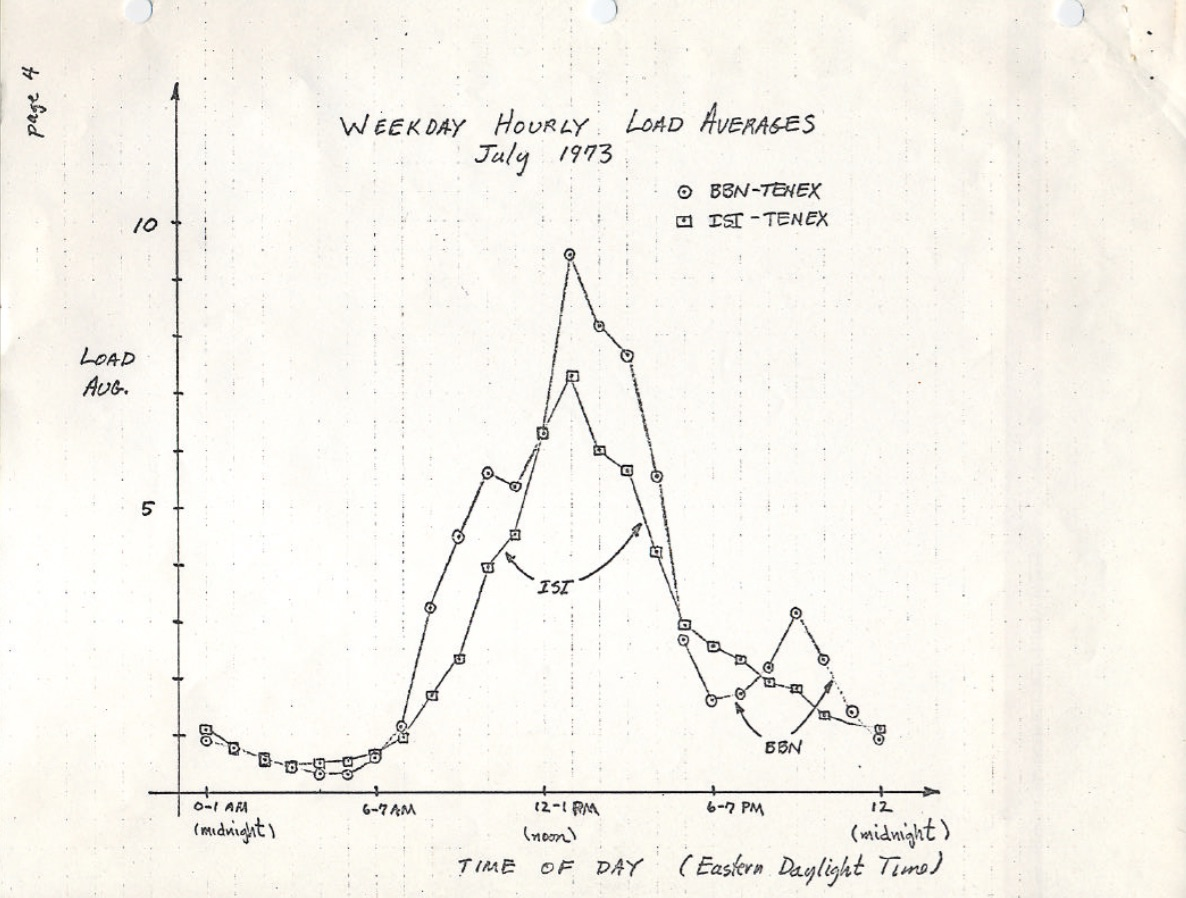 page 4
WEEKDAY HOURLY LOAD AVERAGES
July 1973
BBN-TENEX
ISI-TENEX
10
LOAD
AVG.
5
ISI
BBN
0-1 AM 6-7 AM 12-1 PM 6-7 PM 12
(midnight) (noon) (midnight)
TIME OF DAY (Eastern Daylight Time)